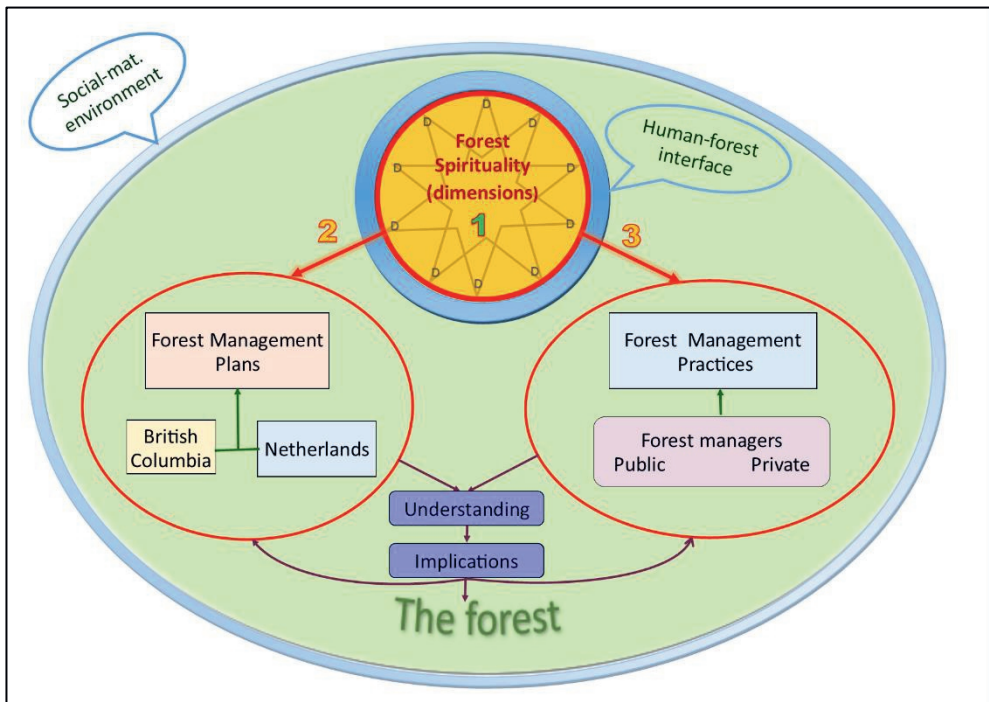 Social-mat.
environment
Human-forest
interface
D
D
D
D
D
D
D
D
D
D
D
Forest
Spirituality
(dimensions)
1
2
3
Forest Management
Plans
British
Columbia
Netherlands
Forest Management
Practices
Forest managers
Public Private
Understanding
Implications
The forest